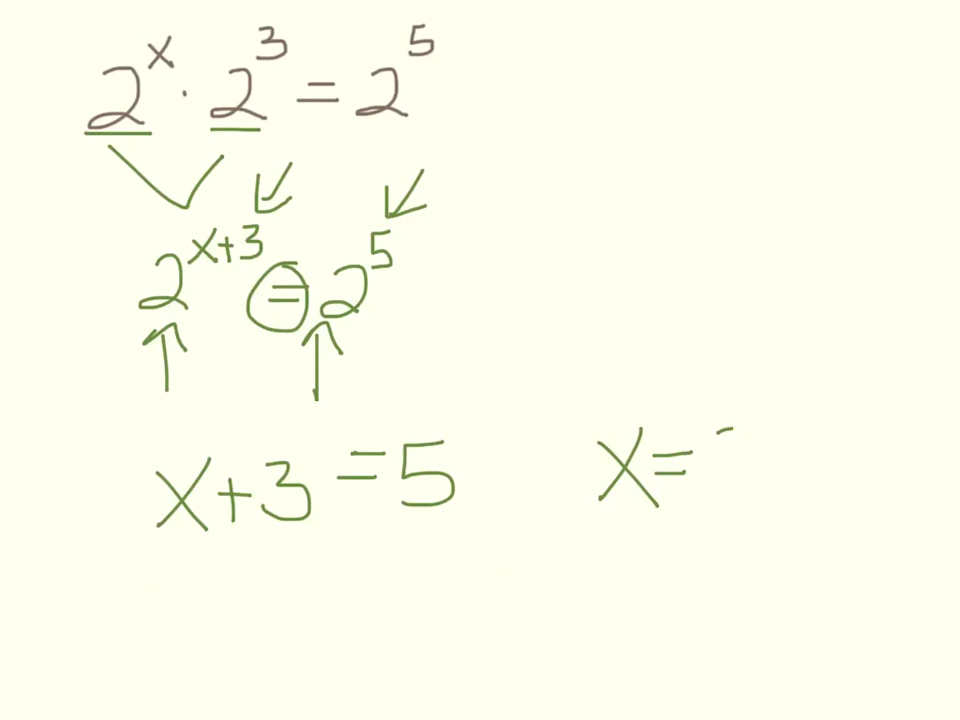 2^x · 2^3 = 2^5
2^x+3 = 2^5
x+3 = 5 x =